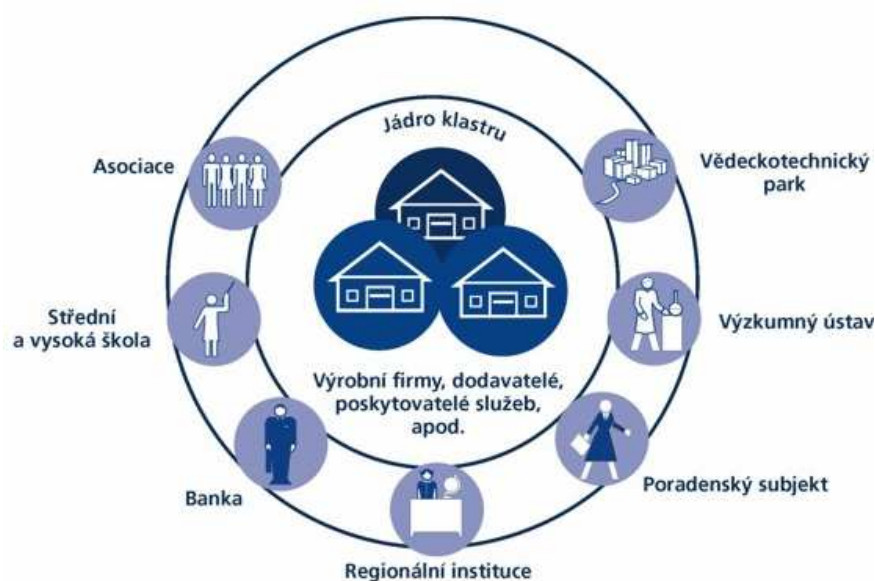 Jádro klastru
Asociace
Vědeckotechnický
park
Střední
a vysoká škola
Výzkumný ústav
Výrobní firmy, dodavatelé,
poskytovatelé služeb,
apod.
Banka
Poradenský subjekt
Regionální instituce